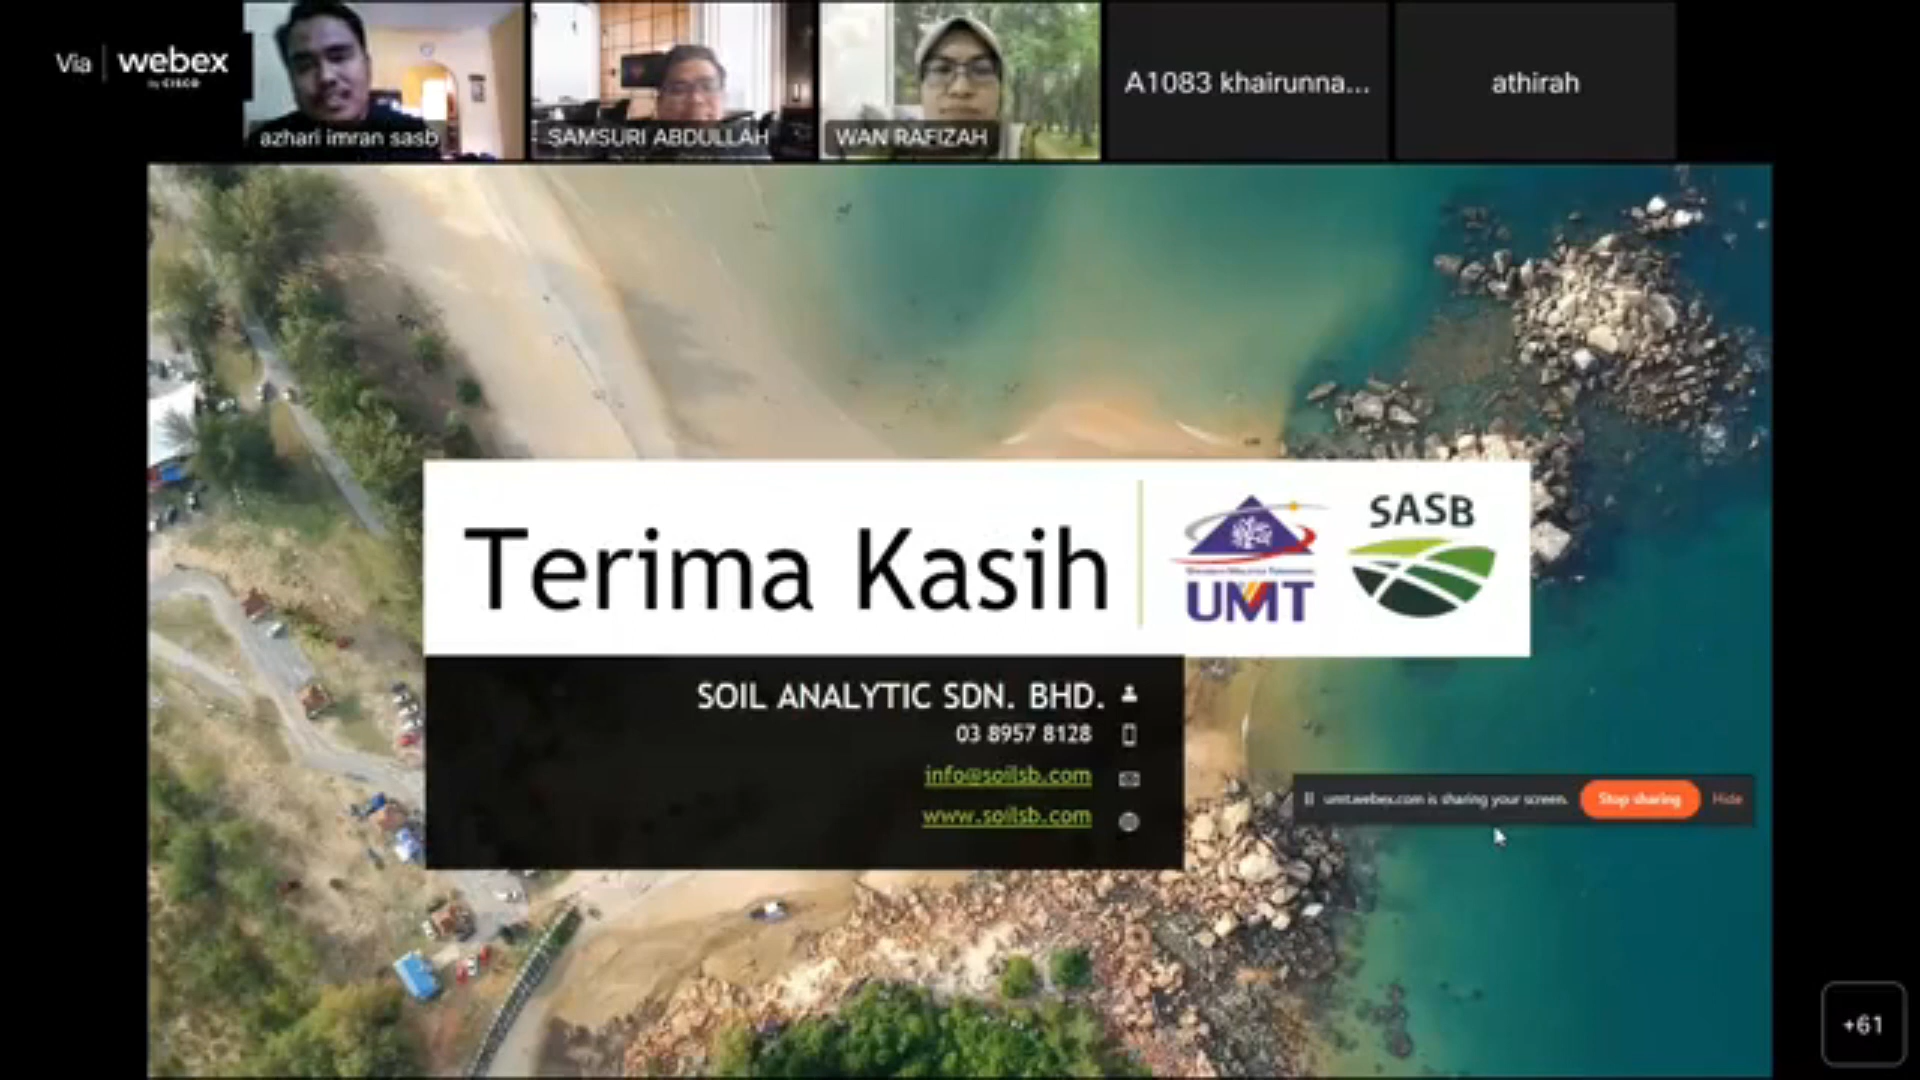 Via webex
by CISCO
azhari imran sasb
SAMSURI ABDULLAH
WAN RAFIZAH
A1083 khairunna...
athirah
Terima Kasih
UMT
SASB
SOIL ANALYTIC SDN. BHD.
03 8957 8128
info@soilsb.com
www.soilsb.com
umt.webex.com is sharing your screen.
Stop sharing
Hide
+61